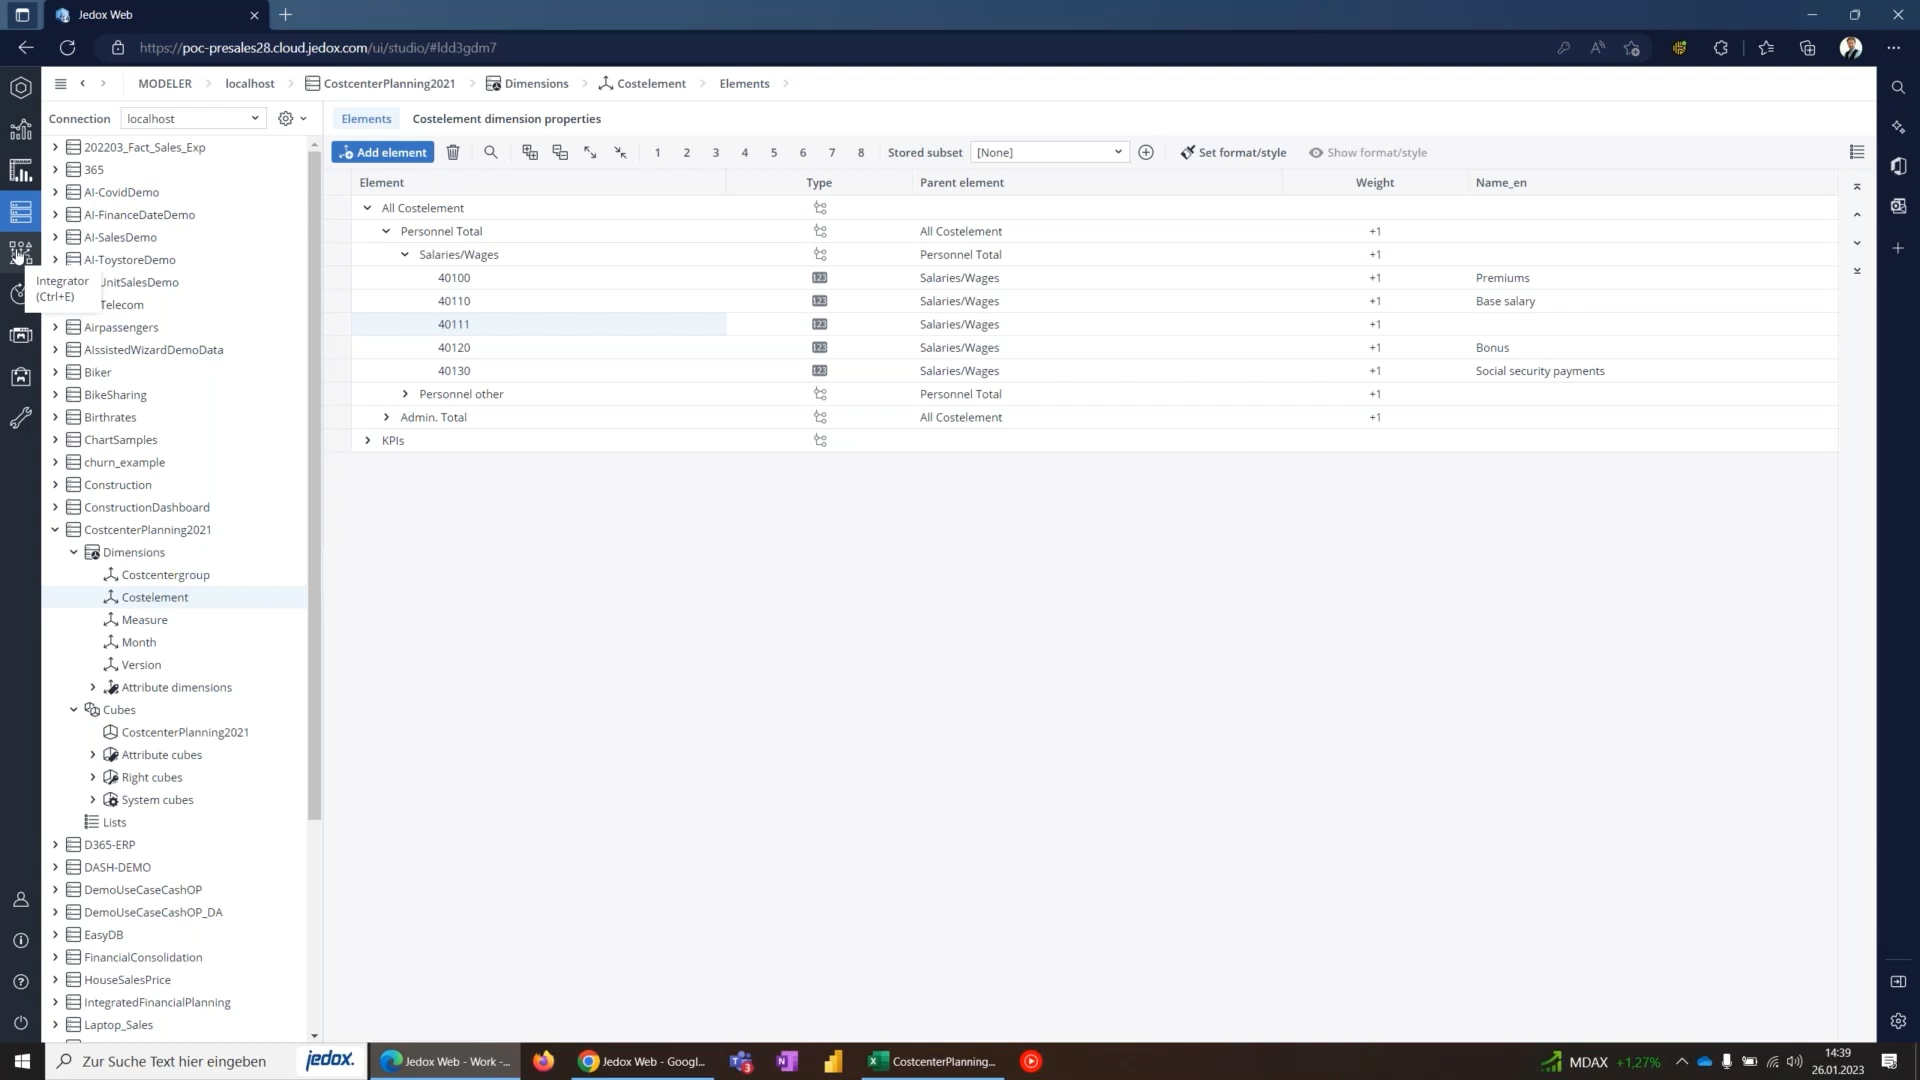 Jedox Web
https://poc-presales28.cloud.jedox.com/ui/studio/#ldd3gdm7
MODELER
localhost
CostcenterPlanning2021
Dimensions
Costelement
Elements
Connection
localhost
Elements
Costelement dimension properties
Add element
1 2 3 4 5 6 7 8
Stored subset
[None]
Set format/style
Show format/style
Element Type Parent element Weight Name_en
All Costelement
Personnel Total All Costelement +1
Salaries/Wages Personnel Total +1
40100 123 Salaries/Wages +1 Premiums
40110 123 Salaries/Wages +1 Base salary
40111 123 Salaries/Wages +1
40120 123 Salaries/Wages +1 Bonus
40130 123 Salaries/Wages +1 Social security payments
Personnel other Personnel Total +1
Admin. Total All Costelement +1
KPIs
202203_Fact_Sales_Exp
365
AI-CovidDemo
AI-FinanceDateDemo
AI-SalesDemo
AI-ToystoreDemo
UnitSalesDemo
Telecom
Integrator
(Ctrl+E)
Airpassengers
AIssistedWizardDemoData
Biker
BikeSharing
Birthrates
ChartSamples
churn_example
Construction
ConstructionDashboard
CostcenterPlanning2021
Dimensions
Costcentergroup
Costelement
Measure
Month
Version
Attribute dimensions
Cubes
CostcenterPlanning2021
Attribute cubes
Right cubes
System cubes
Lists
D365-ERP
DASH-DEMO
DemoUseCaseCashOP
DemoUseCaseCashOP_DA
EasyDB
FinancialConsolidation
HouseSalesPrice
IntegratedFinancialPlanning
Laptop_Sales
Zur Suche Text hier eingeben
jedox.
Jedox Web - Work -...
Jedox Web - Googl...
3
CostcenterPlanning...
MDAX +1,27%
14:39
26.01.2023